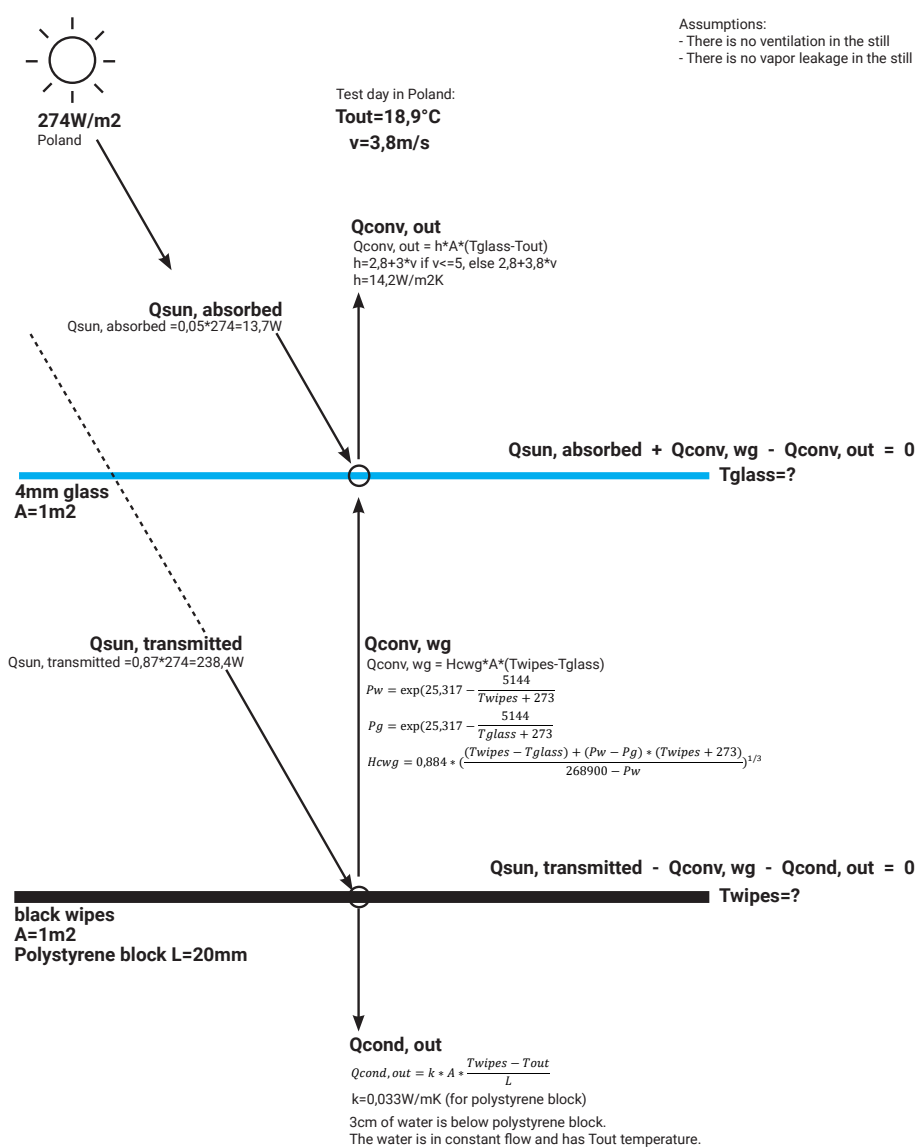 Assumptions:
- There is no ventilation in the still
- There is no vapor leakage in the still
Test day in Poland:
Tout=18,9°C
v=3,8m/s
274W/m2
Poland
Qconv, out
Qconv, out = h*A*(Tglass-Tout)
h=2,8+3*v if v<=5, else 2,8+3,8*v
h=14,2W/m2K
Qsun, absorbed
Qsun, absorbed =0,05*274=13,7W
Qsun, absorbed + Qconv, wg - Qconv, out = 0
Tglass=?
4mm glass
A=1m2
Qsun, transmitted
Qsun, transmitted =0,87*274=238,4W
Qconv, wg
Qconv, wg = Hcwg*A*(Twipes-Tglass)
Pw = exp(25,317 − 5144 / Twipes + 273
Pg = exp(25,317 − 5144 / Tglass + 273
Hcwg = 0,884 * ((Twipes − Tglass) + (Pw − Pg) * (Twipes + 273) / 268900 − Pw)^1/3
Qsun, transmitted - Qconv, wg - Qcond, out = 0
Twipes=?
black wipes
A=1m2
Polystyrene block L=20mm
Qcond, out
Qcond, out = k * A * Twipes − Tout / L
k=0,033W/mK (for polystyrene block)
3cm of water is below polystyrene block.
The water is in constant flow and has Tout temperature.